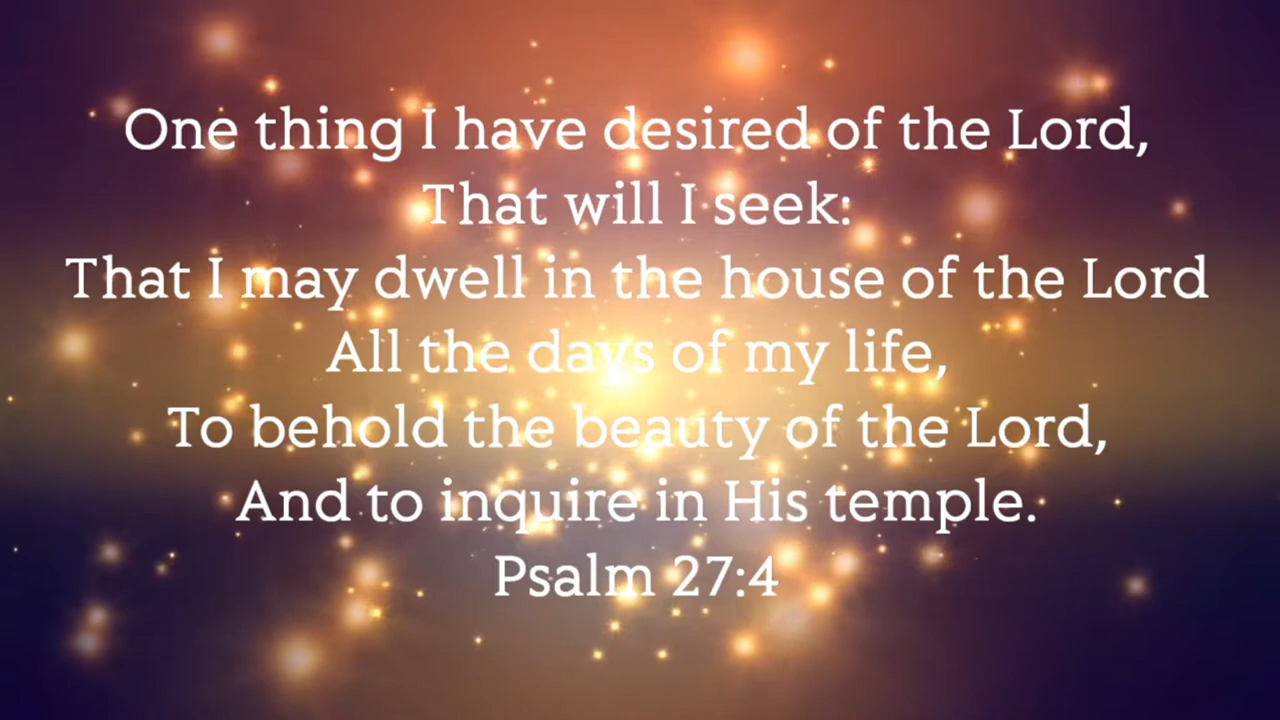 One thing I have desired of the Lord,
That will I seek:
That I may dwell in the house of the Lord
All the days of my life,
To behold the beauty of the Lord,
And to inquire in His temple.
Psalm 27:4